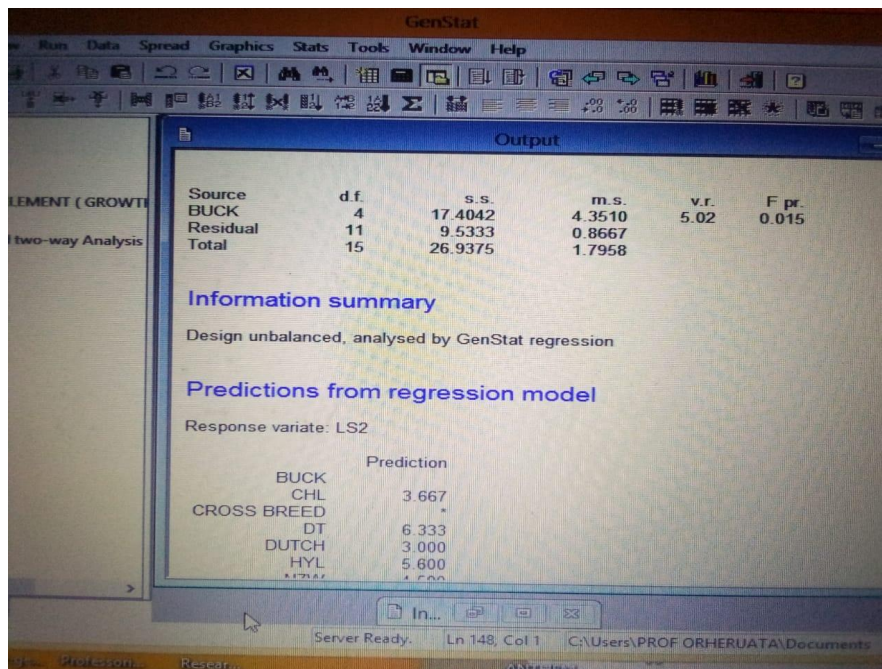 GenStat
Run Data Spread Graphics Stats Tools Window Help
Output
LEMENT ( GROWTH
two-way Analysis
Source d.f. s.s. m.s. v.r. F pr.
BUCK 4 17.4042 4.3510 5.02 0.015
Residual 11 9.5333 0.8667
Total 15 26.9375 1.7958
Information summary
Design unbalanced, analysed by GenStat regression
Predictions from regression model
Response variate: LS2
Prediction
BUCK
CHL 3.667
CROSS BREED *
DT 6.333
DUTCH 3.000
HYL 5.600
In...
Server Ready. Ln 148, Col 1 C:\Users\PROF ORHERUATA\Documents